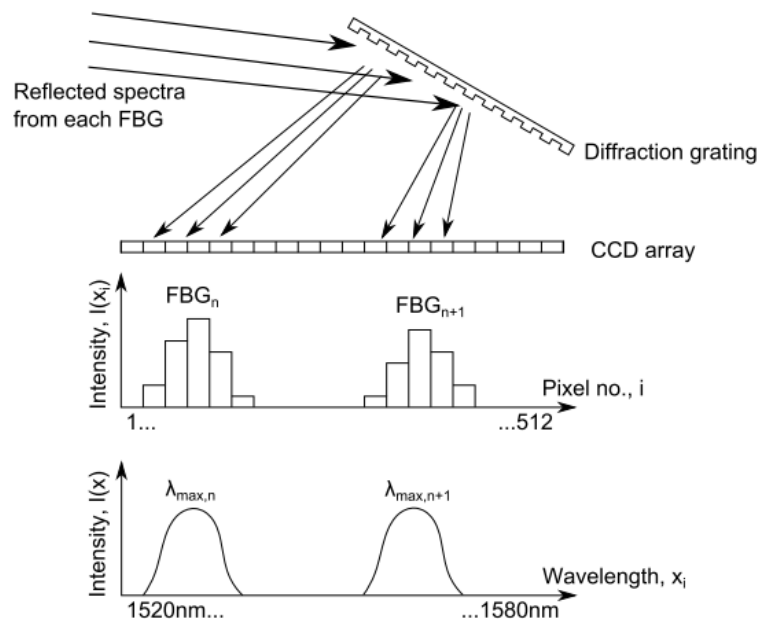 Reflected spectra
from each FBG
Diffraction grating
CCD array
Intensity, I(xᵢ)
FBGₙ
FBGₙ₊₁
Pixel no., i
1...
...512
Intensity, I(x)
λmax,n
λmax,n+1
Wavelength, xᵢ
1520nm...
...1580nm